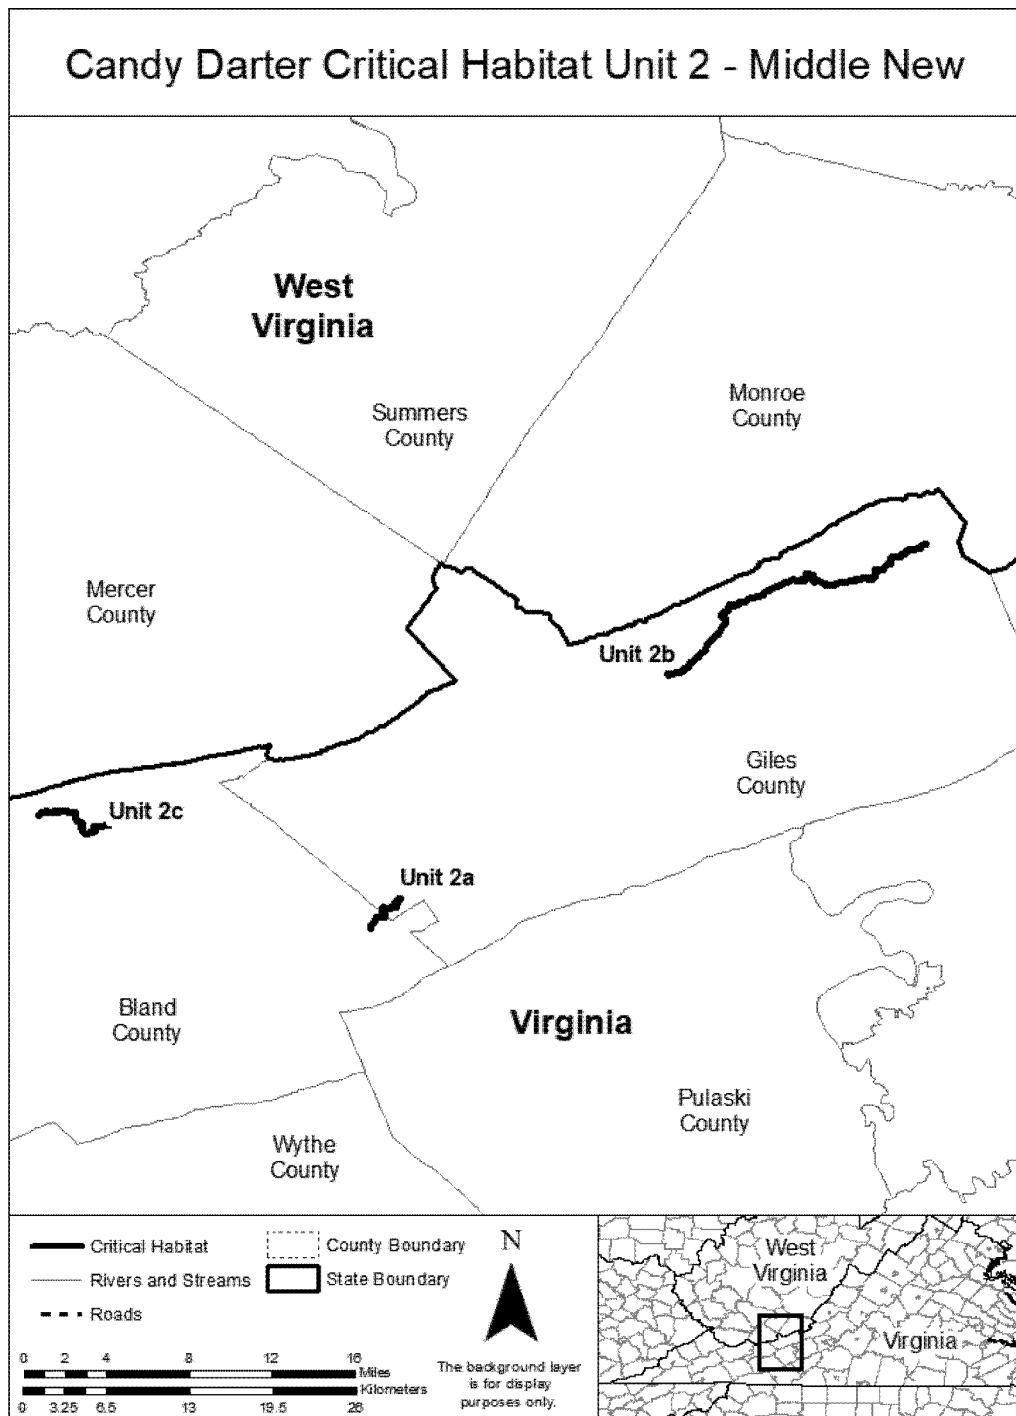 Candy Darter Critical Habitat Unit 2 - Middle New
West
Virginia
Summers
County
Monroe
County
Mercer
County
Unit 2b
Giles
County
Unit 2c
Unit 2a
Bland
County
Virginia
Pulaski
County
Wythe
County
Critical Habitat
Rivers and Streams
Roads
County Boundary
State Boundary
N
0 2 4 8 12 16
Miles
Kilometers
0 3.25 6.5 13 19.5 26
The background layer
is for display
purposes only.
West
Virginia
Virginia